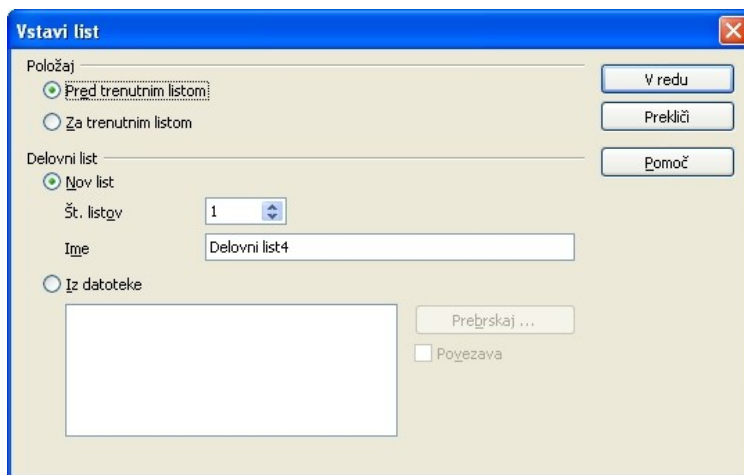 Vstavi list
Položaj
Pred trenutnim listom
Za trenutnim listom
V redu
Prekliči
Pomoč
Delovni list
Nov list
Št. listov
1
Ime
Delovni list4
Iz datoteke
Prebrskaj ...
Povezava